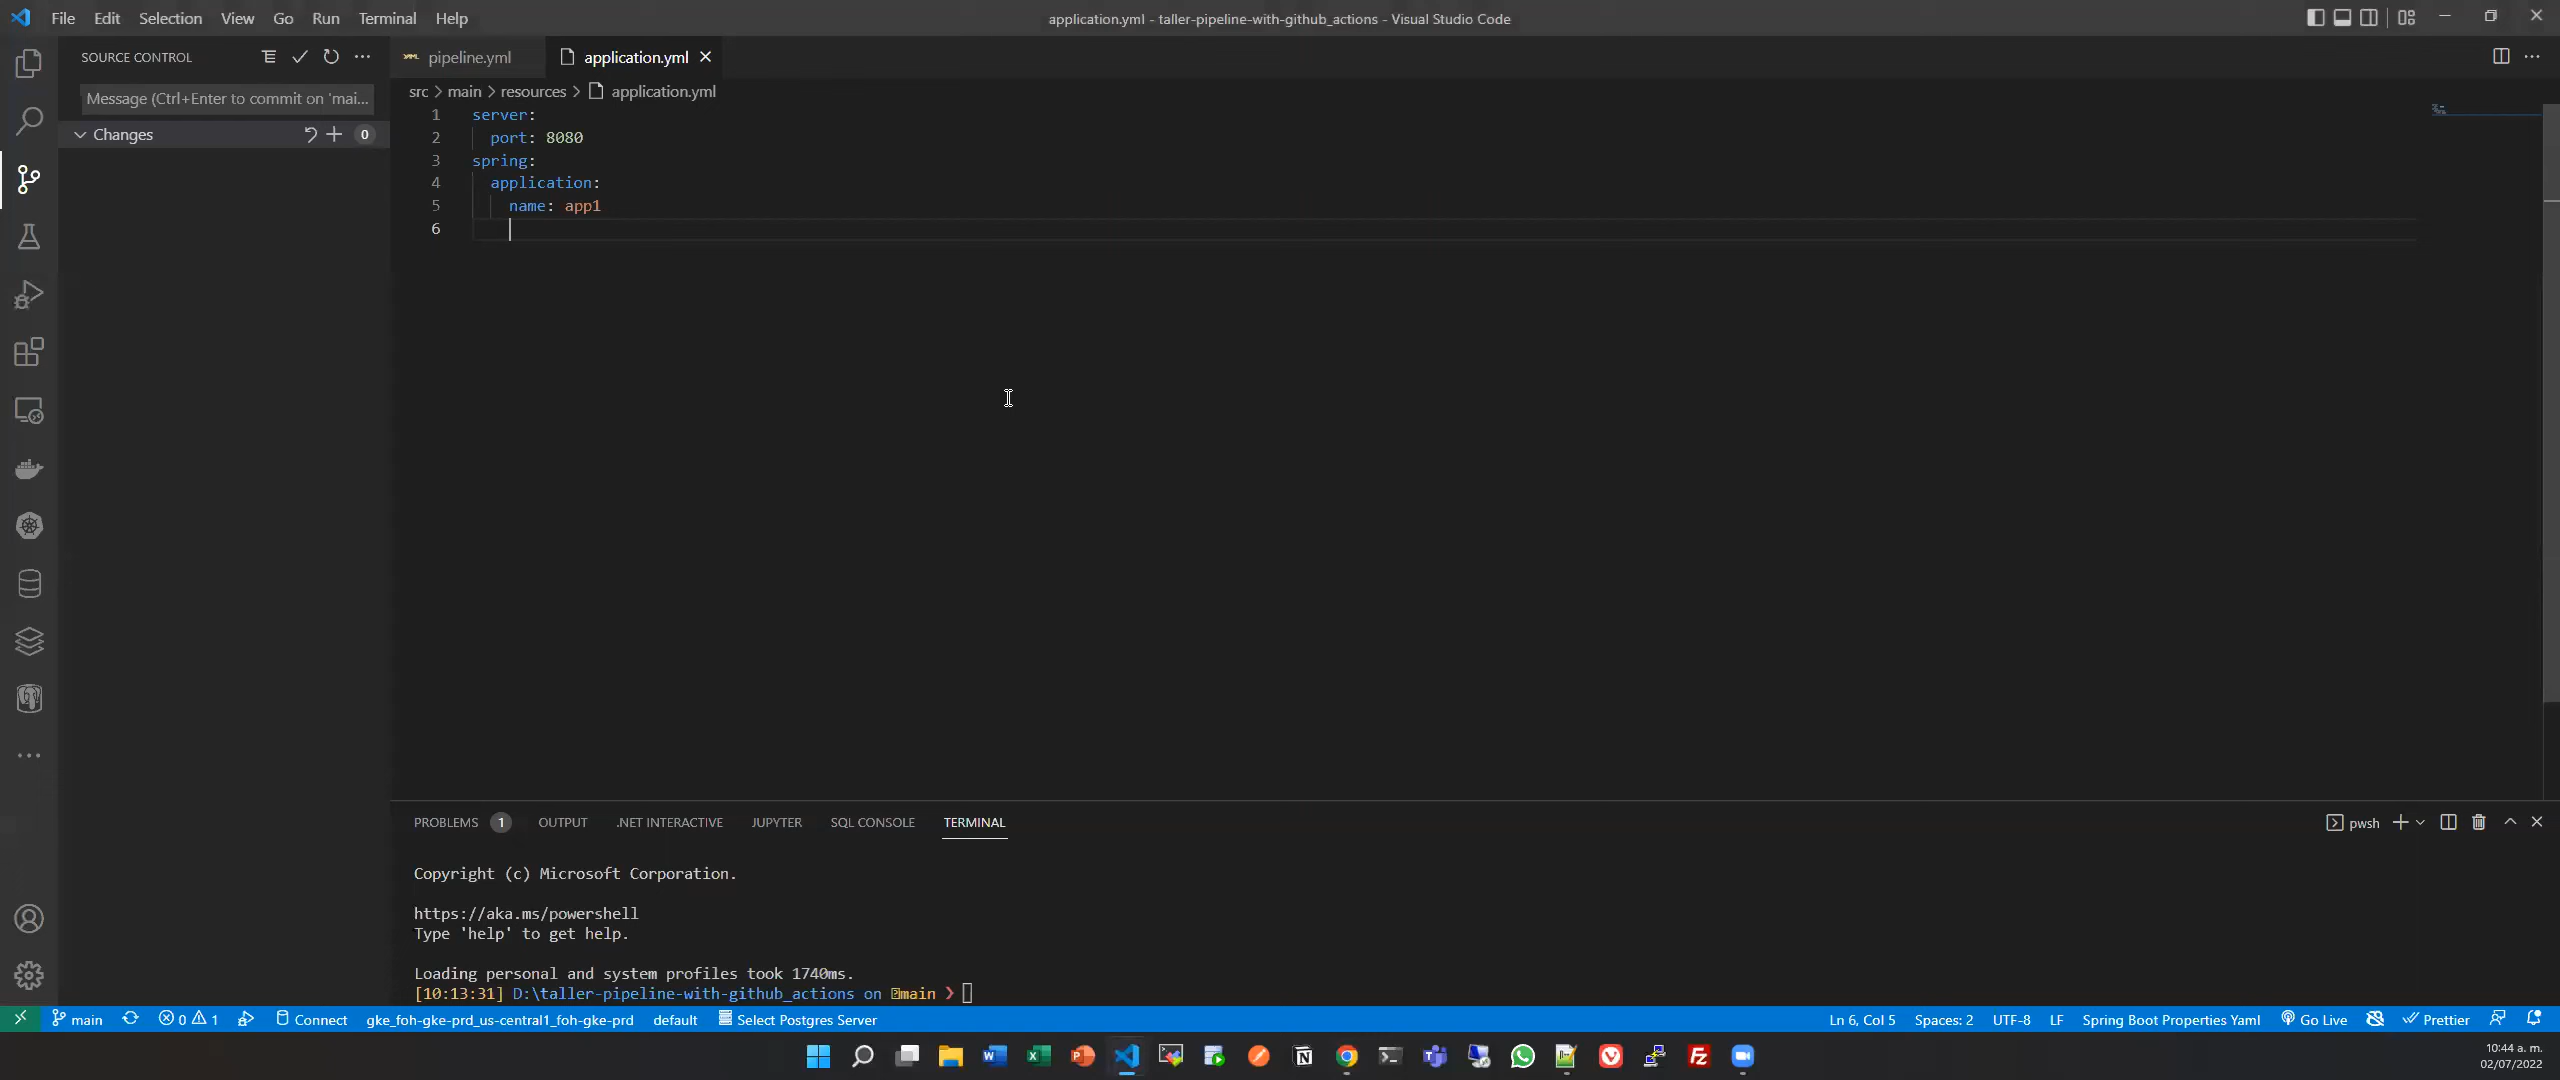 File Edit Selection View Go Run Terminal Help
application.yml - taller-pipeline-with-github_actions - Visual Studio Code
SOURCE CONTROL
pipeline.yml
application.yml
Message (Ctrl+Enter to commit on 'mai...
Changes
0
src > main > resources > application.yml
1 server:
2 port: 8080
3 spring:
4 application:
5 name: app1
6
PROBLEMS 1 OUTPUT .NET INTERACTIVE JUPYTER SQL CONSOLE TERMINAL
pwsh
Copyright (c) Microsoft Corporation.
https://aka.ms/powershell
Type 'help' to get help.
Loading personal and system profiles took 1740ms.
[10:13:31] D:\taller-pipeline-with-github_actions on main ❯
main 0 1 Connect gke_foh-gke-prd_us-central1_foh-gke-prd default Select Postgres Server
Ln 6, Col 5 Spaces: 2 UTF-8 LF Spring Boot Properties Yaml Go Live Prettier
10:44 a. m.
02/07/2022